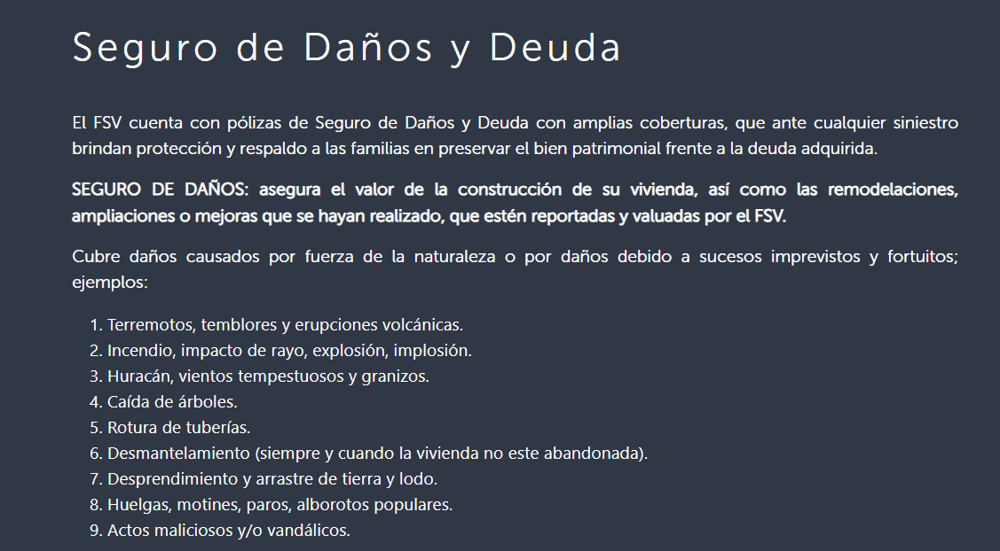 Seguro de Daños y Deuda
El FSV cuenta con pólizas de Seguro de Daños y Deuda con amplias coberturas, que ante cualquier siniestro
brindan protección y respaldo a las familias en preservar el bien patrimonial frente a la deuda adquirida.
SEGURO DE DAÑOS: asegura el valor de la construcción de su vivienda, así como las remodelaciones,
ampliaciones o mejoras que se hayan realizado, que estén reportadas y valuadas por el FSV.
Cubre daños causados por fuerza de la naturaleza o por daños debido a sucesos imprevistos y fortuitos;
ejemplos:
1. Terremotos, temblores y erupciones volcánicas.
2. Incendio, impacto de rayo, explosión, implosión.
3. Huracán, vientos tempestuosos y granizos.
4. Caída de árboles.
5. Rotura de tuberías.
6. Desmantelamiento (siempre y cuando la vivienda no este abandonada).
7. Desprendimiento y arrastre de tierra y lodo.
8. Huelgas, motines, paros, alborotos populares.
9. Actos maliciosos y/o vandálicos.